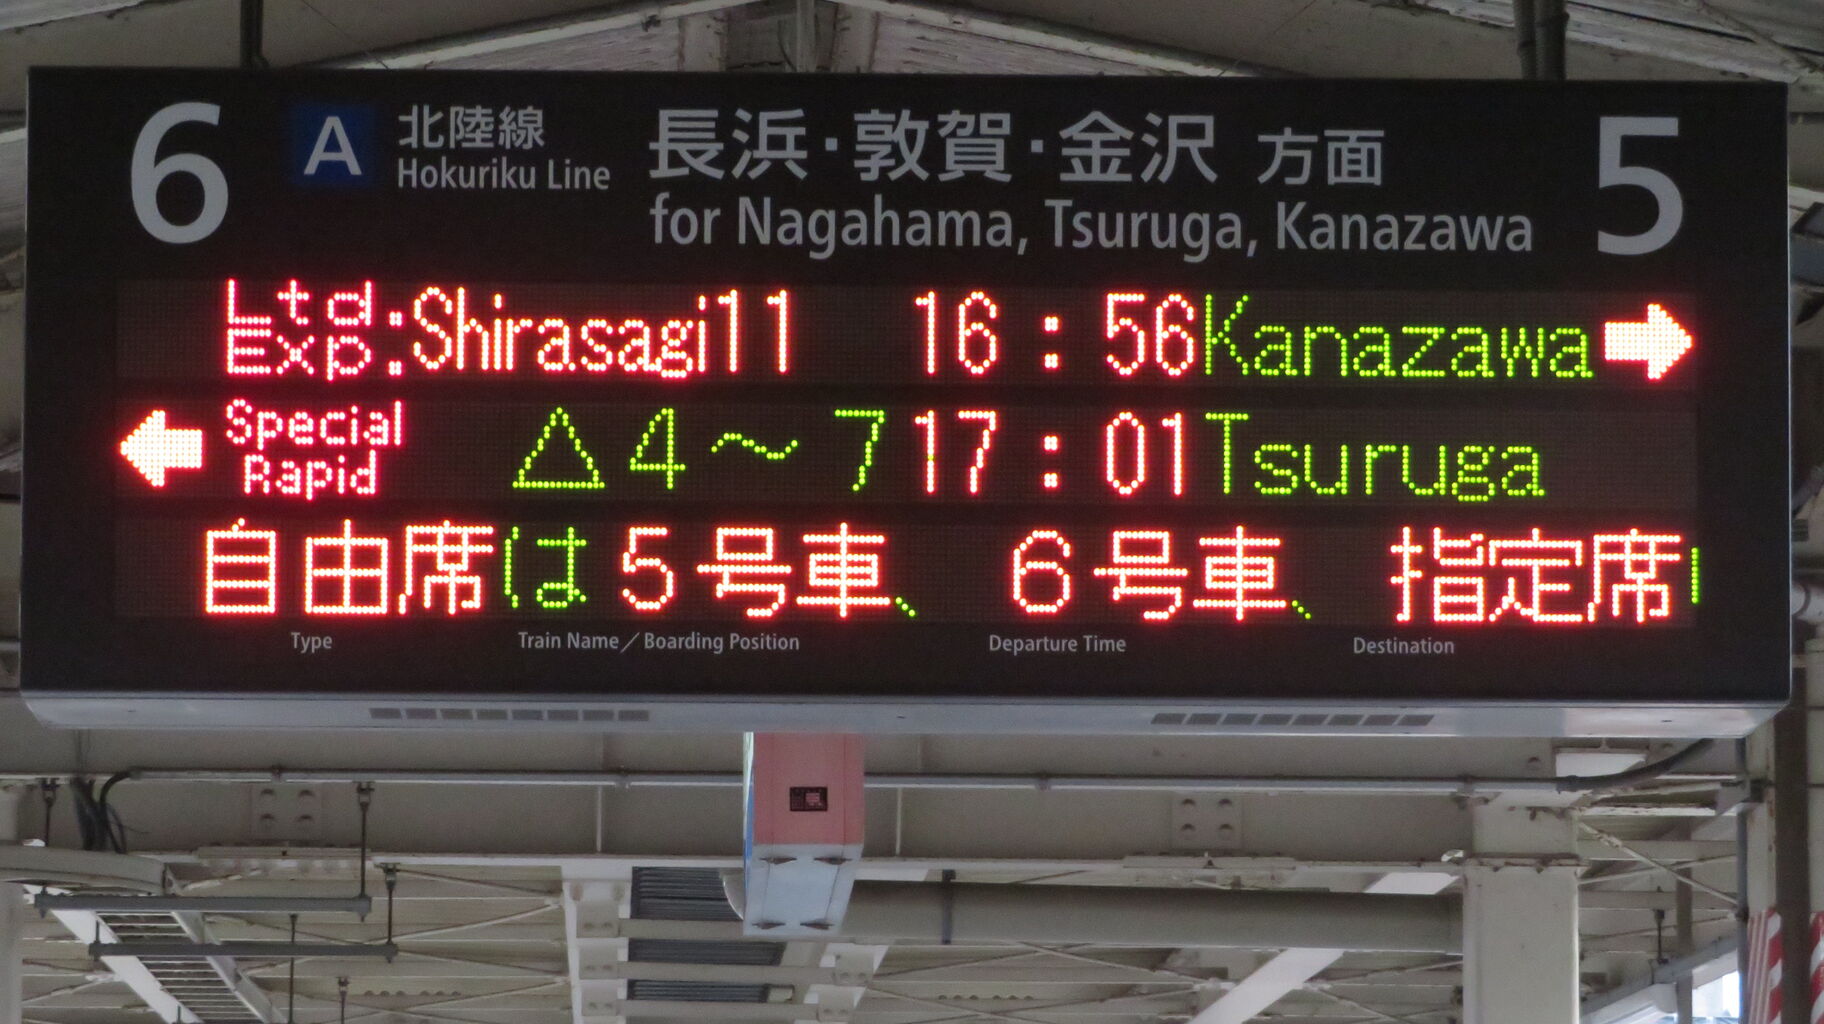 6 A 北陸線 長浜・敦賀・金沢 方面 5
Hokuriku Line for Nagahama, Tsuruga, Kanazawa
Ltd. Exp. Shirasagi11 16:56 Kanazawa →
← Special Rapid △4～7 17:01 Tsuruga
自由席は5号車、6号車、指定席
Type Train Name／Boarding Position Departure Time Destination